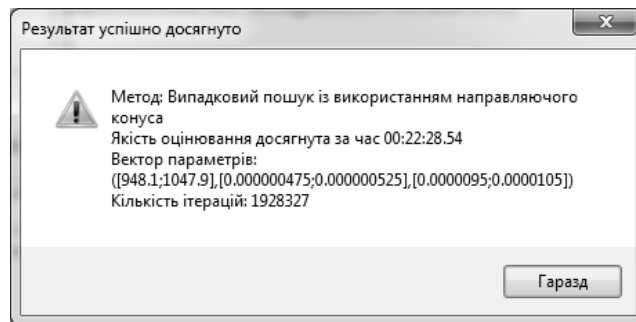 Результат успішно досягнуто
Метод: Випадковий пошук із використанням направляючого
конуса
Якість оцінювання досягнута за час 00:22:28.54
Вектор параметрів:
([948.1;1047.9],[0.000000475;0.000000525],[0.0000095;0.0000105])
Кількість ітерацій: 1928327
Гаразд